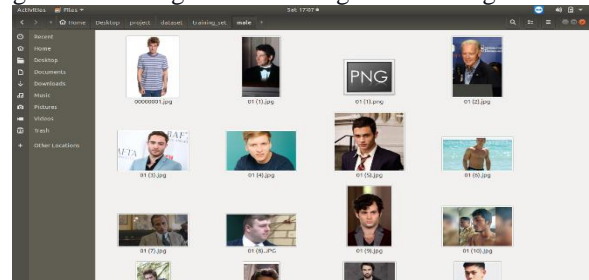 Activities Files Sat 17:07
Home Desktop project dataset training_set male
Recent
Home
Desktop
Documents
Downloads
Music
Pictures
Videos
Trash
Other Locations
00000001.jpg 01 (1).jpg 01 (1).png 01 (2).jpg
PNG
01 (3).jpg 01 (4).jpg 01 (5).jpg 01 (6).jpg
01 (7).jpg 01 (8).JPG 01 (9).jpg 01 (10).jpg